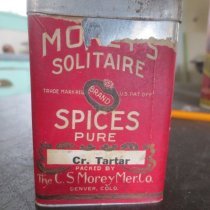 MOREY'S
SOLITAIRE
TRADE MARK REG. U.S. PAT. OFF.
BRAND
SPICES
PURE
Cr. Tartar
PACKED BY
The C. S. Morey Mer. Co.
DENVER, COLO.